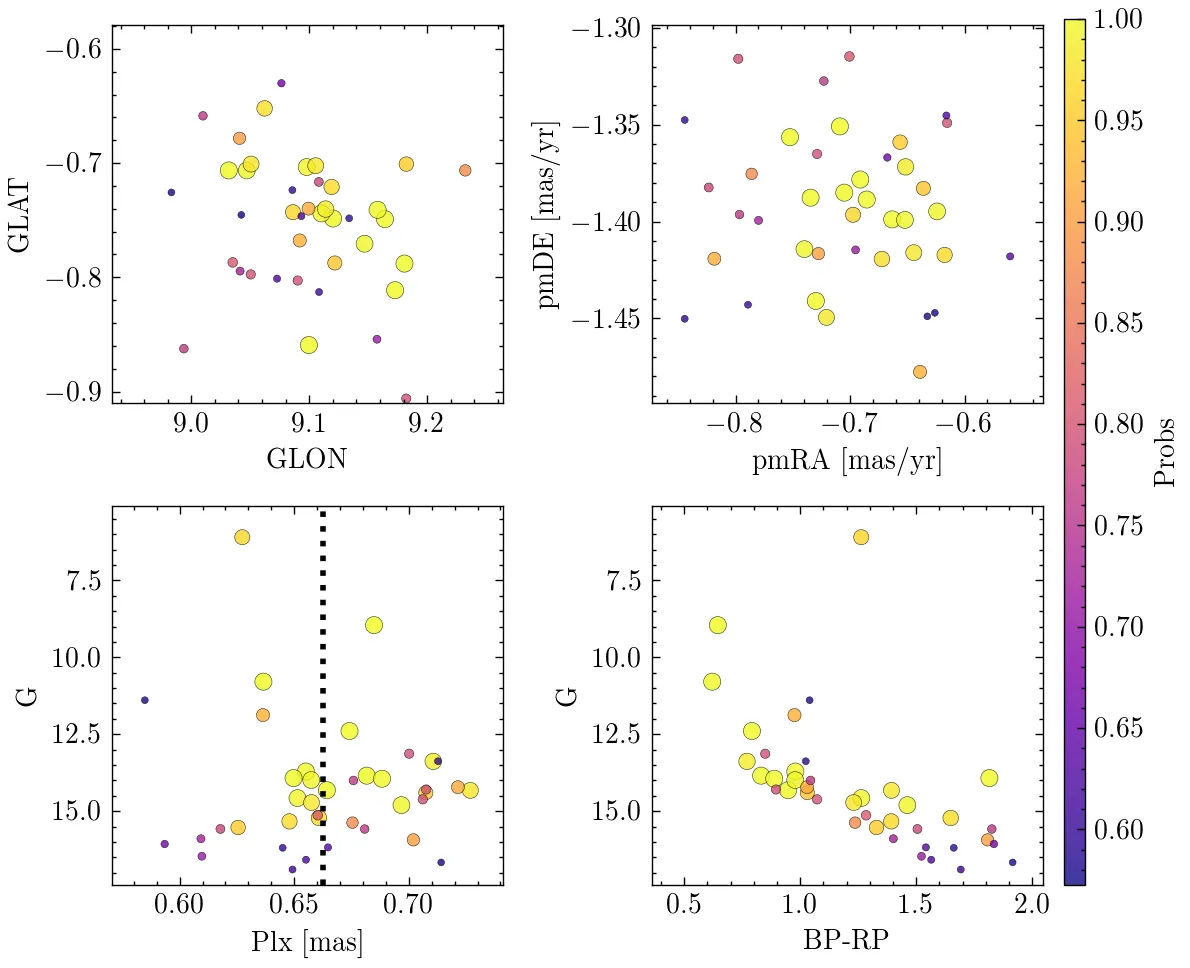 −0.6
−0.7
−0.8
−0.9
GLAT
9.0 9.1 9.2
GLON
−1.30
−1.35
−1.40
−1.45
pmDE [mas/yr]
−0.8 −0.7 −0.6
pmRA [mas/yr]
7.5
10.0
12.5
15.0
G
0.60 0.65 0.70
Plx [mas]
7.5
10.0
12.5
15.0
G
0.5 1.0 1.5 2.0
BP-RP
1.00
0.95
0.90
0.85
0.80
0.75
0.70
0.65
0.60
Probs